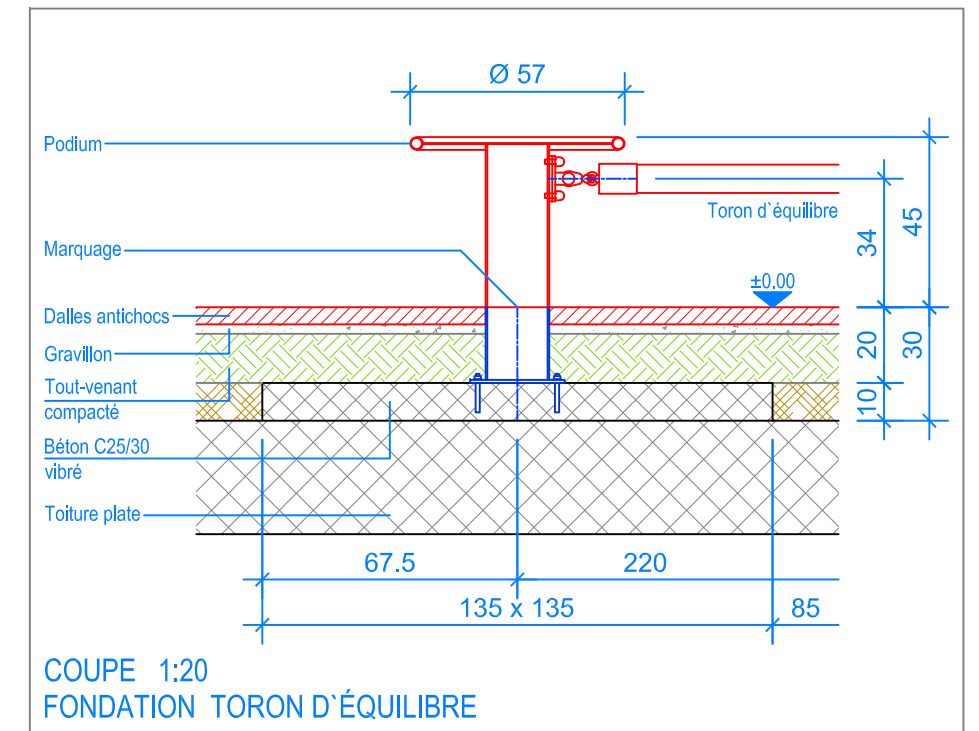 Ø 57
Podium
Toron d`équilibre
34
45
Marquage
±0.00
Dalles antichocs
Gravillon
20
30
Tout-venant
compacté
10
Béton C25/30
vibré
Toiture plate
67.5
220
135 x 135
85
COUPE 1:20
FONDATION TORON D`ÉQUILIBRE